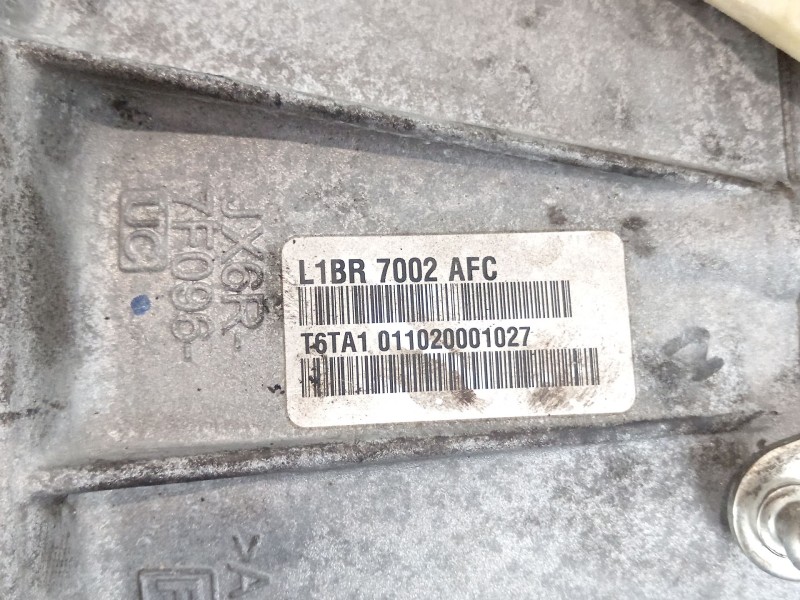 L1BR 7002 AFC
T6TA1 011020001027
JX6R-
7F096-
UC
>A